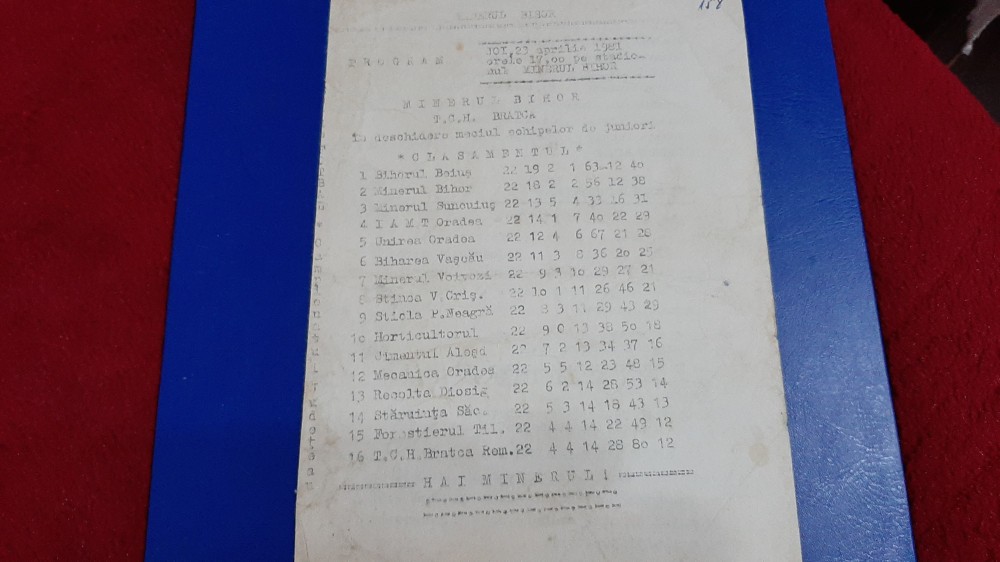 MINERUL BIHOR
158
PROGRAM
JOI, 23 aprilie 1981
orele 17,00 pe stadio-
nul MINERUL BIHOR
MINERUL BIHOR
T.C.H. BRATCA
în deschidere meciul echipelor de juniori
* CLASAMENTUL *
1 Bihorul Beiuş 22 19 2 1 63-12 40
2 Minerul Bihor 22 18 2 2 56 12 38
3 Minerul Suncuiuş 22 13 5 4 33 16 31
4 I A M T Oradea 22 14 1 7 40 22 29
5 Unirea Oradea 22 12 4 6 67 21 28
6 Biharea Vaşcău 22 11 3 8 36 20 25
7 Minerul Voivozi 22 9 3 10 29 27 21
8 Stinca V.Criş. 22 10 1 11 26 46 21
9 Sticla P.Neagră 22 8 3 11 29 43 29
10 Horticultorul 22 9 0 13 38 50 18
11 Cimentul Aleşd 22 7 2 13 34 37 16
12 Mecanica Oradea 22 5 5 12 23 48 15
13 Recolta Diosig 22 6 2 14 28 53 14
14 Stăruinţa Săc. 22 5 3 14 18 43 13
15 Forestierul Til. 22 4 4 14 22 49 12
16 T.C.H.Bratca Rem. 22 4 4 14 28 80 12
HAI MINERUL!